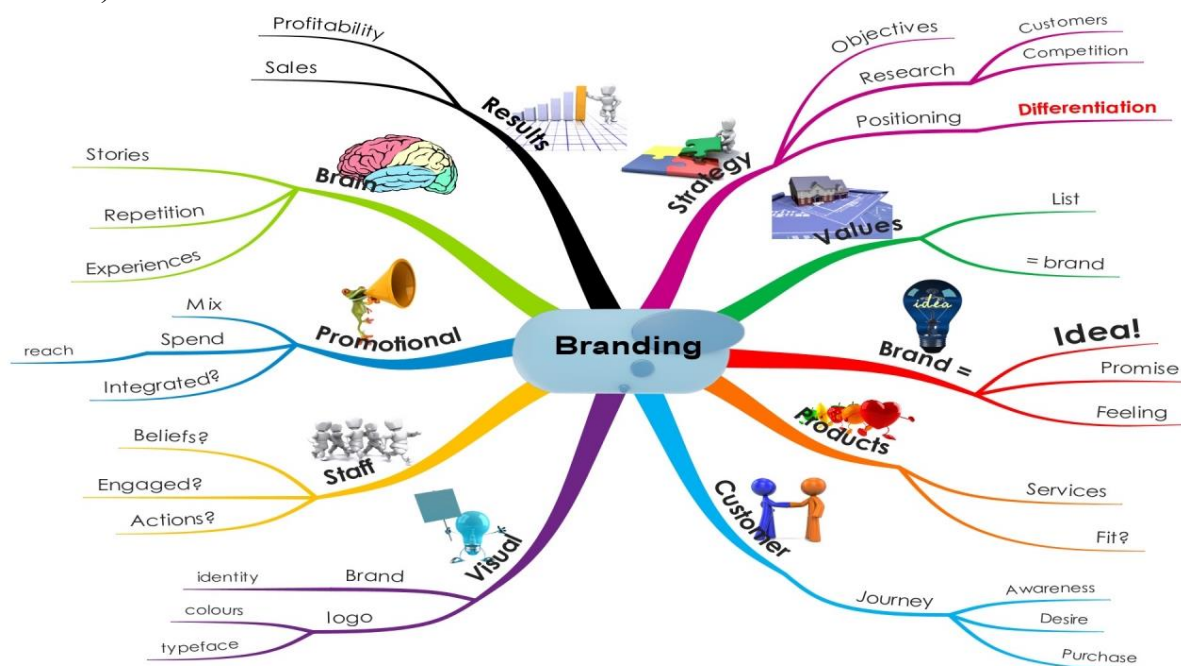 Branding
Strategy
Objectives
Research
Customers
Competition
Positioning
Differentiation
Values
List
= brand
idea
Brand =
Idea!
Promise
Feeling
Products
Services
Fit?
Customer
Journey
Awareness
Desire
Purchase
Visual
Brand
identity
logo
colours
typeface
Staff
Beliefs?
Engaged?
Actions?
Promotional
Mix
Spend
reach
Integrated?
Brain
Stories
Repetition
Experiences
Results
Profitability
Sales